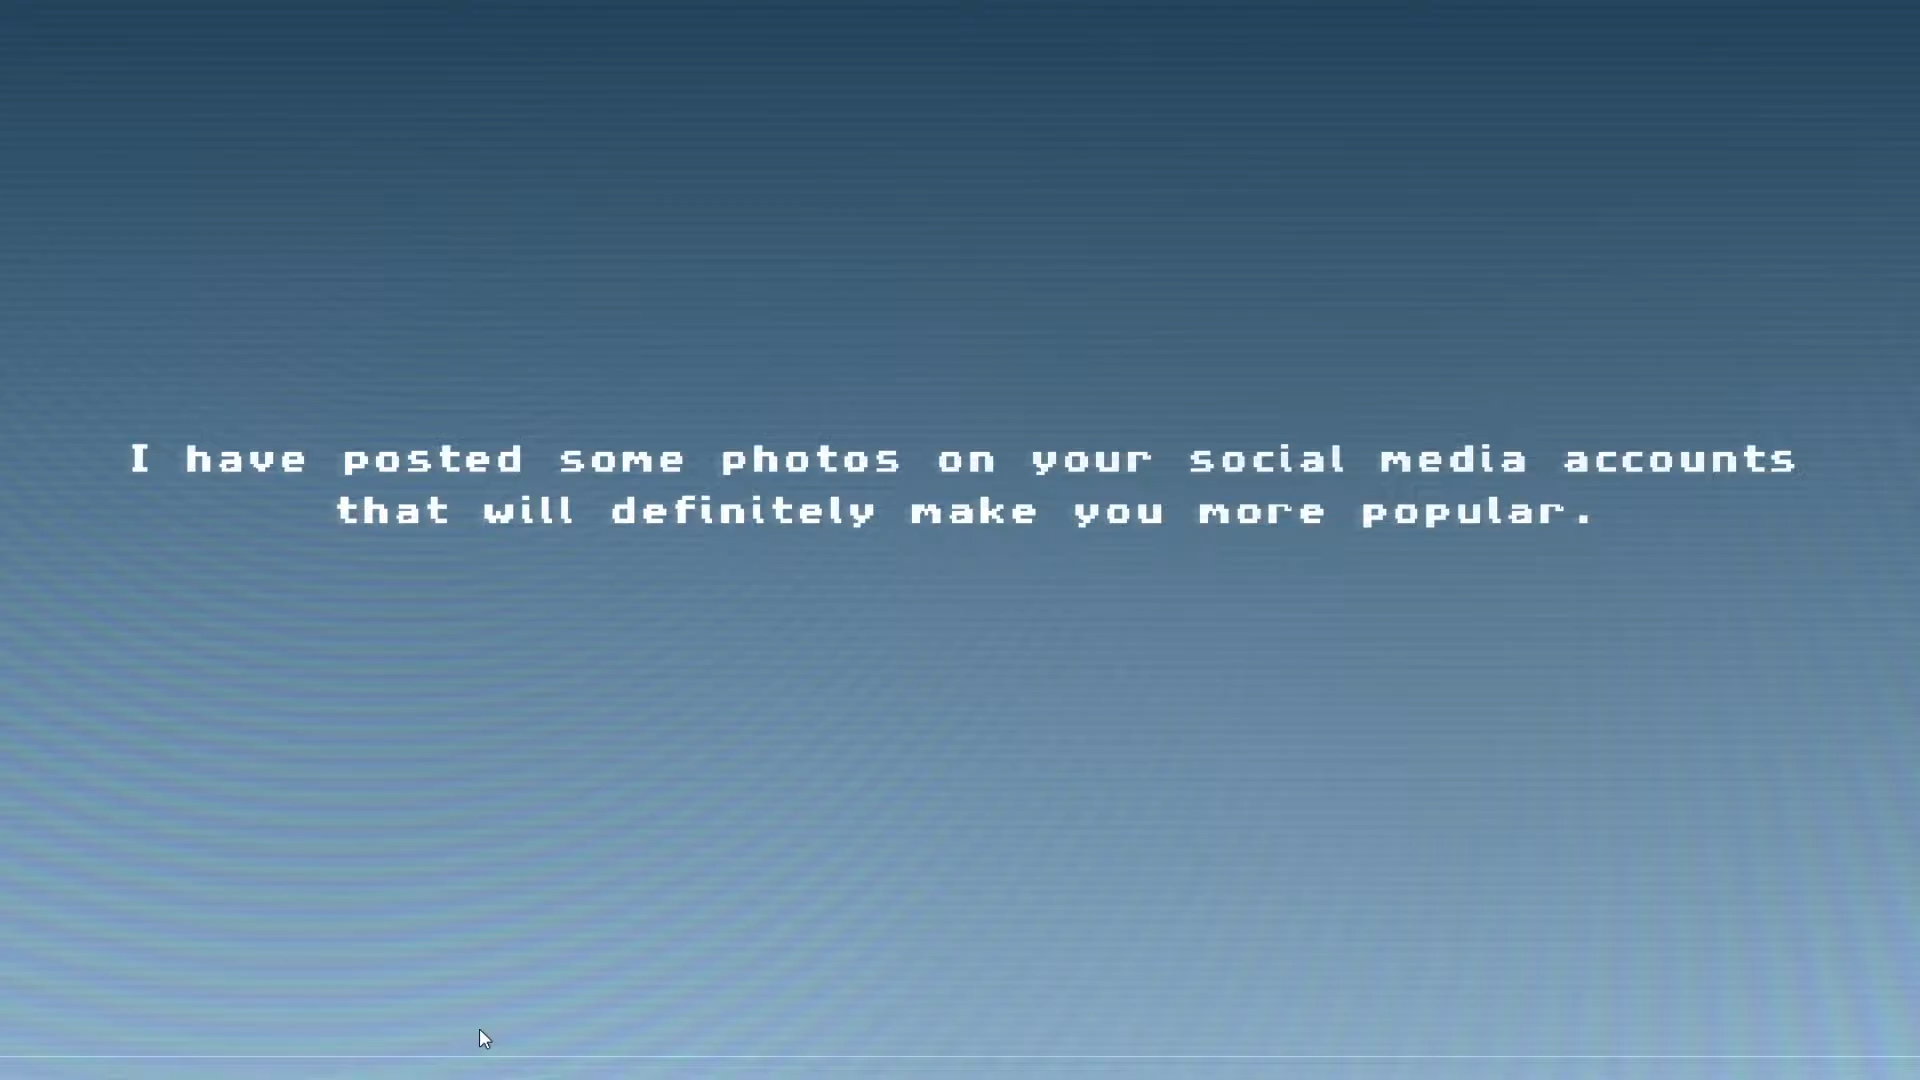 I have posted some photos on your social media accounts
that will definitely make you more popular.